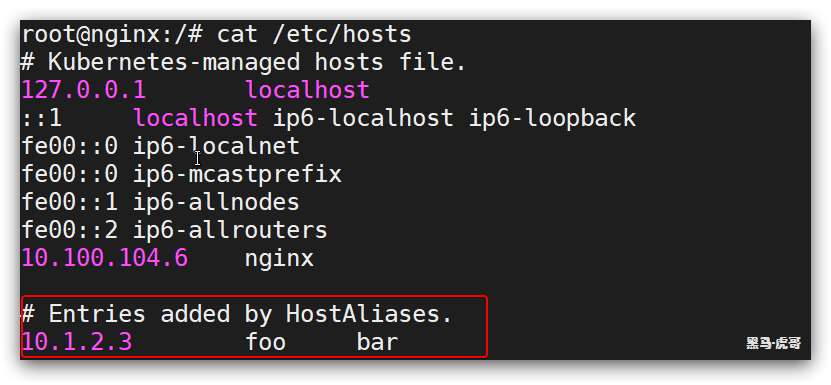 root@nginx:/# cat /etc/hosts
# Kubernetes-managed hosts file.
127.0.0.1 localhost
::1 localhost ip6-localhost ip6-loopback
fe00::0 ip6-localnet
fe00::0 ip6-mcastprefix
fe00::1 ip6-allnodes
fe00::2 ip6-allrouters
10.100.104.6 nginx
# Entries added by HostAliases.
10.1.2.3 foo bar
黑马·虎哥